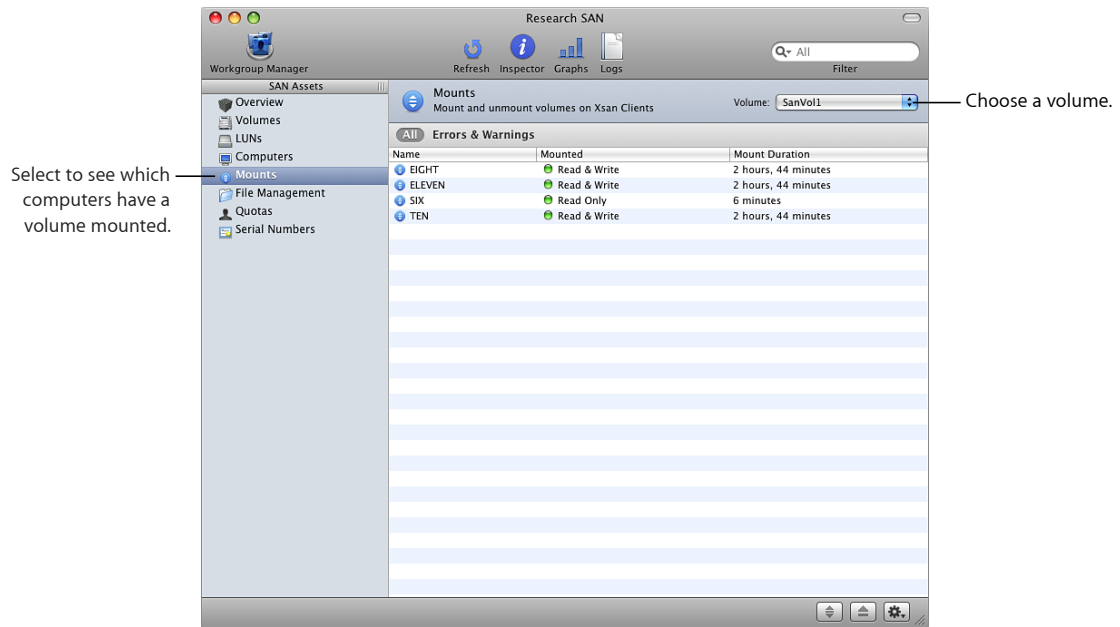 Research SAN
Workgroup Manager
Refresh
Inspector
Graphs
Logs
All
Filter
SAN Assets
Overview
Volumes
LUNs
Computers
Mounts
File Management
Quotas
Serial Numbers
Select to see which
computers have a
volume mounted.
Mounts
Mount and unmount volumes on Xsan Clients
Volume: SanVol1
Choose a volume.
All Errors & Warnings
Name Mounted Mount Duration
EIGHT Read & Write 2 hours, 44 minutes
ELEVEN Read & Write 2 hours, 44 minutes
SIX Read Only 6 minutes
TEN Read & Write 2 hours, 44 minutes